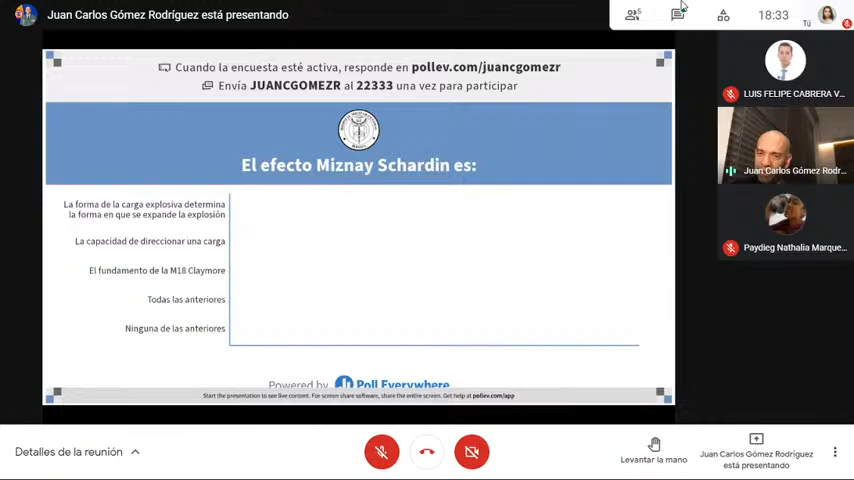 Juan Carlos Gómez Rodríguez está presentando
6
18:33
Tú
Cuando la encuesta esté activa, responde en pollev.com/juancgomezr
Envía JUANCGOMEZR al 22333 una vez para participar
El efecto Miznay Schardin es:
La forma de la carga explosiva determina
la forma en que se expande la explosión
La capacidad de direccionar una carga
El fundamento de la M18 Claymore
Todas las anteriores
Ninguna de las anteriores
Powered by Poll Everywhere
Start the presentation to see live content. For screen share software, share the entire screen. Get help at pollev.com/app
LUIS FELIPE CABRERA V...
Juan Carlos Gómez Rodr...
Paydieg Nathalia Marque...
Detalles de la reunión
Levantar la mano
Juan Carlos Gómez Rodríguez
está presentando